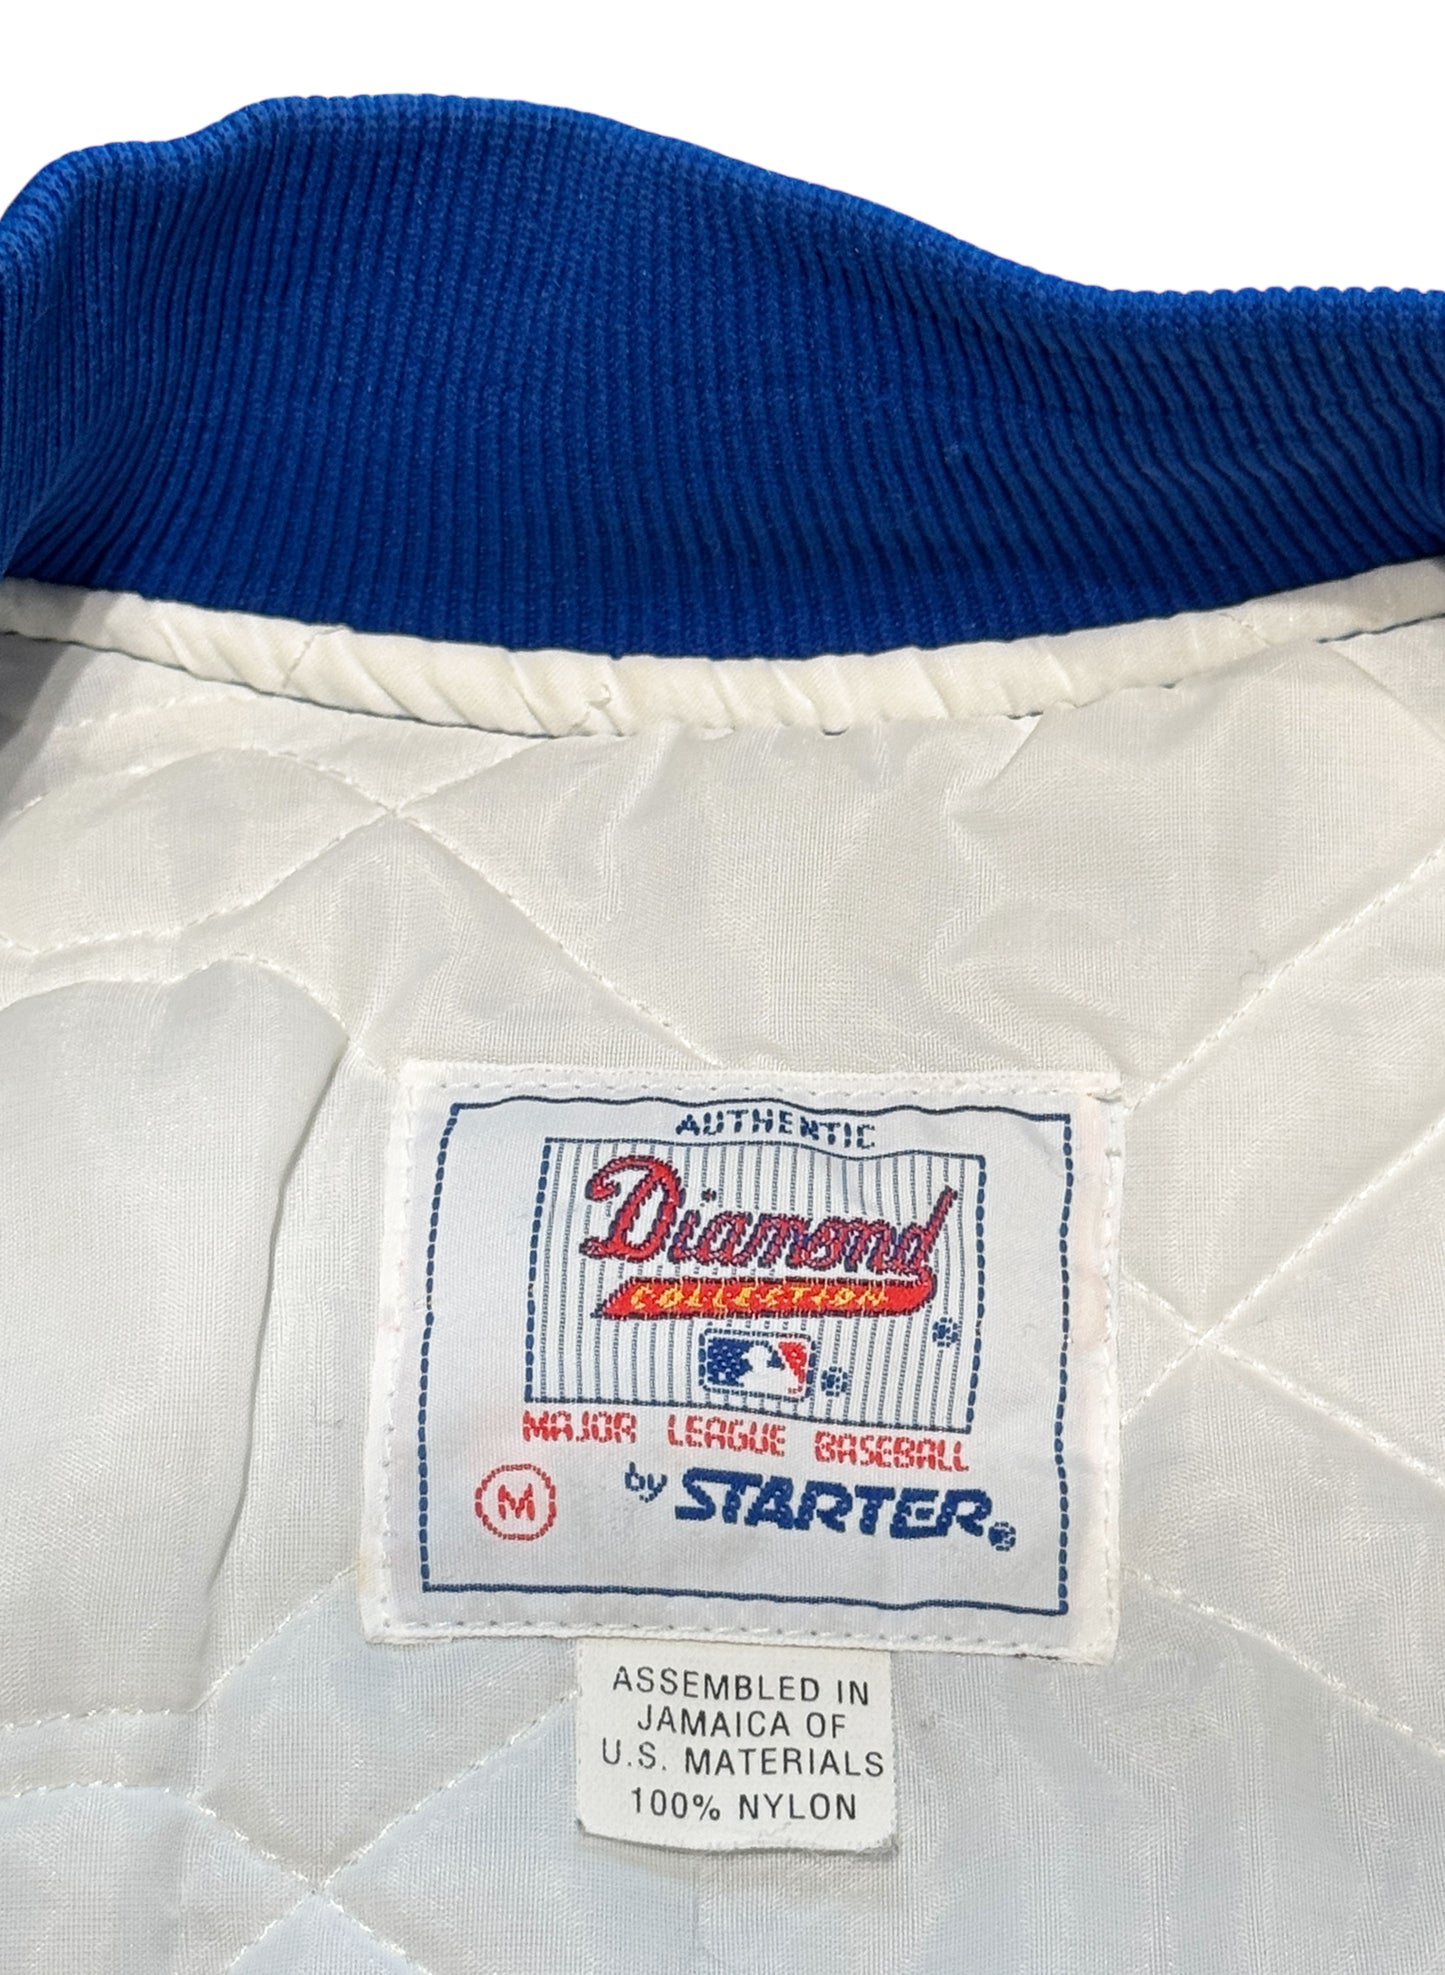 AUTHENTIC
Diamond
COLLECTION
MAJOR LEAGUE BASEBALL
M
by STARTER®
ASSEMBLED IN
JAMAICA OF
U.S. MATERIALS
100% NYLON